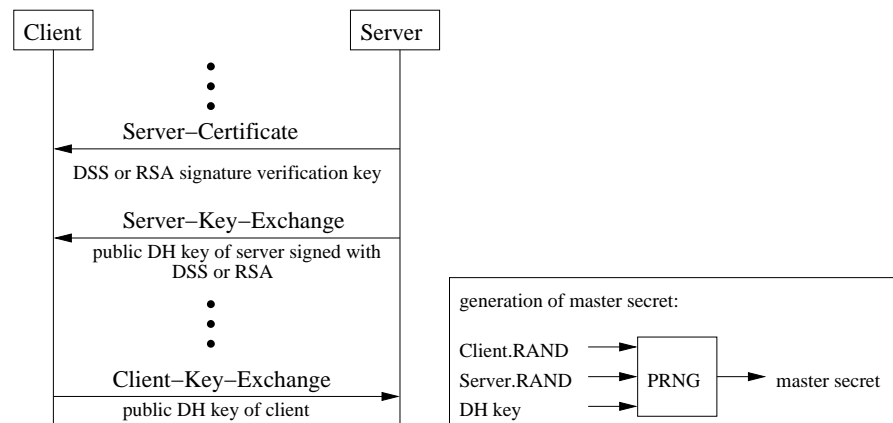 Client
Server
Server−Certificate
DSS or RSA signature verification key
Server−Key−Exchange
public DH key of server signed with
DSS or RSA
Client−Key−Exchange
public DH key of client
generation of master secret:
Client.RAND
Server.RAND
DH key
PRNG
master secret